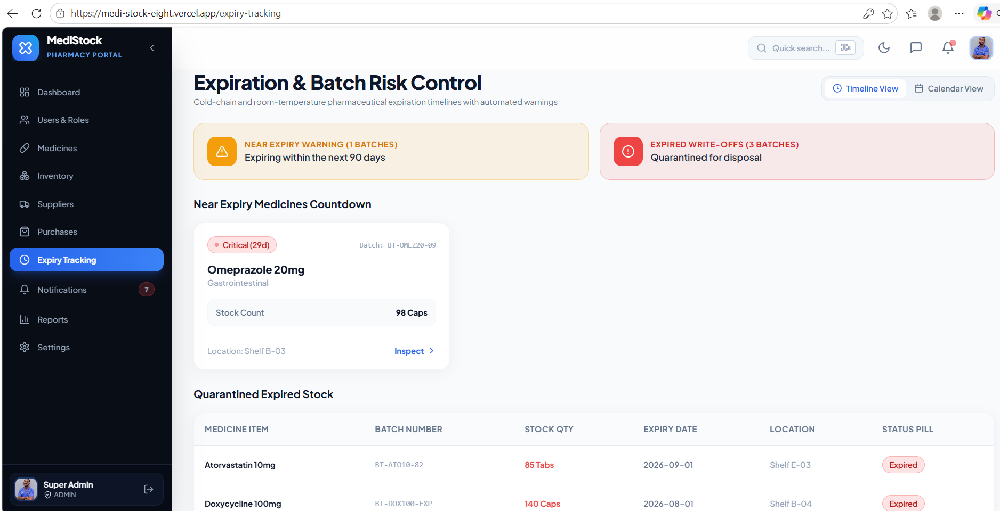 https://medi-stock-eight.vercel.app/expiry-tracking
MediStock
PHARMACY PORTAL
Quick search...
⌘K
Dashboard
Users & Roles
Medicines
Inventory
Suppliers
Purchases
Expiry Tracking
Notifications
7
Reports
Settings
Super Admin
ADMIN
Expiration & Batch Risk Control
Cold-chain and room-temperature pharmaceutical expiration timelines with automated warnings
Timeline View
Calendar View
NEAR EXPIRY WARNING (1 BATCHES)
Expiring within the next 90 days
EXPIRED WRITE-OFFS (3 BATCHES)
Quarantined for disposal
Near Expiry Medicines Countdown
Critical (29d)
Batch: BT-OMEZ20-09
Omeprazole 20mg
Gastrointestinal
Stock Count
98 Caps
Location: Shelf B-03
Inspect
Quarantined Expired Stock
MEDICINE ITEM BATCH NUMBER STOCK QTY EXPIRY DATE LOCATION STATUS PILL
Atorvastatin 10mg BT-ATO10-82 85 Tabs 2026-09-01 Shelf E-03 Expired
Doxycycline 100mg BT-DOX100-EXP 140 Caps 2026-08-01 Shelf B-04 Expired